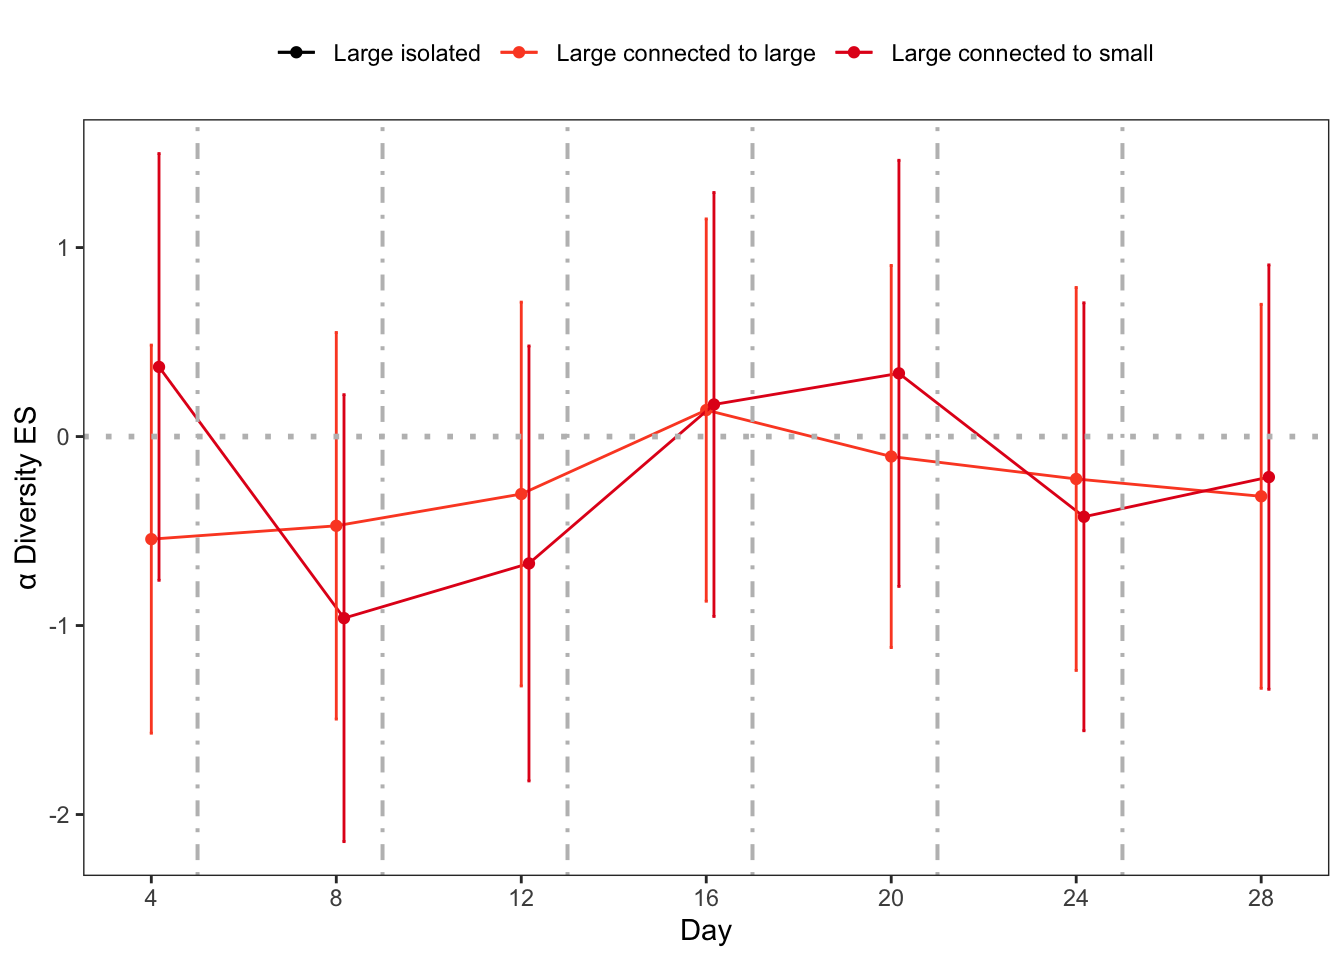 Large isolated Large connected to large Large connected to small
α Diversity ES
1
0
-1
-2
4 8 12 16 20 24 28
Day